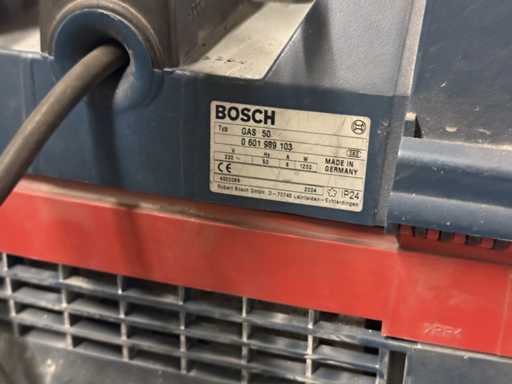 BOSCH
Typ GAS 50
0 601 989 103
V Hz A W
230 ~ 50 6 1200
MADE IN
GERMANY
CE
Robert Bosch GmbH, D - 70745 Leinfelden - Echterdingen
IP24